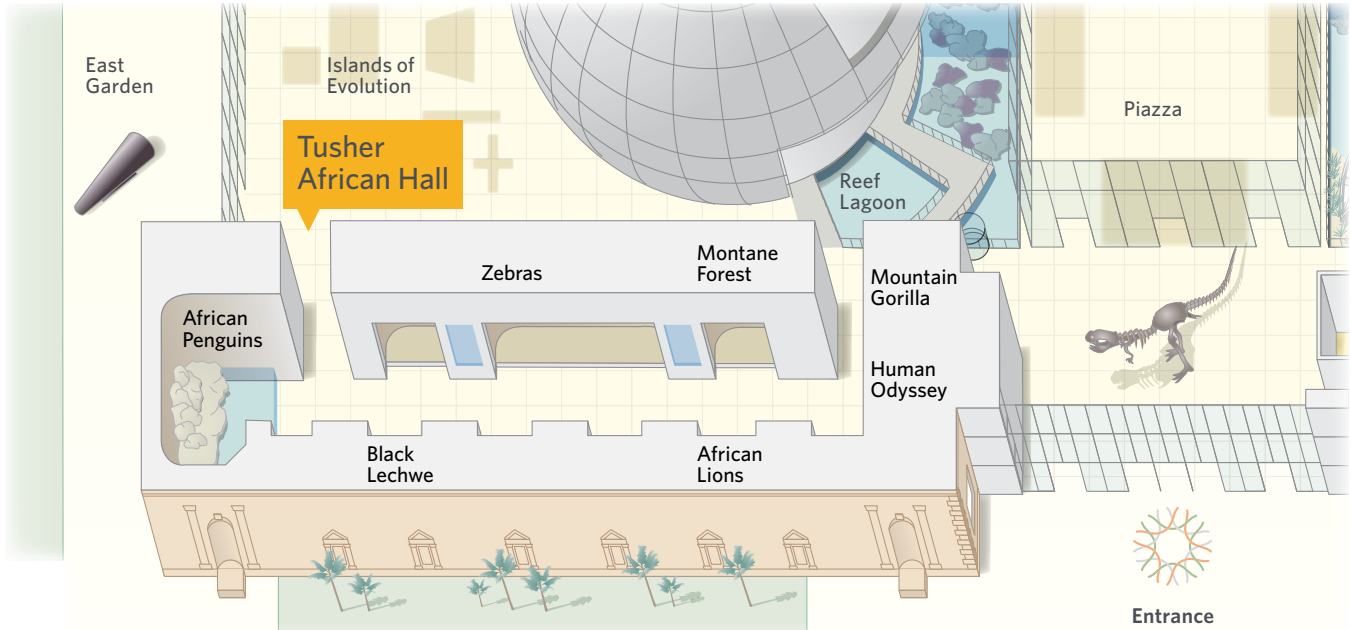 East
Garden
Islands of
Evolution
Tusher
African Hall
Piazza
Reef
Lagoon
Zebras
Montane
Forest
Mountain
Gorilla
African
Penguins
Human
Odyssey
Black
Lechwe
African
Lions
Entrance